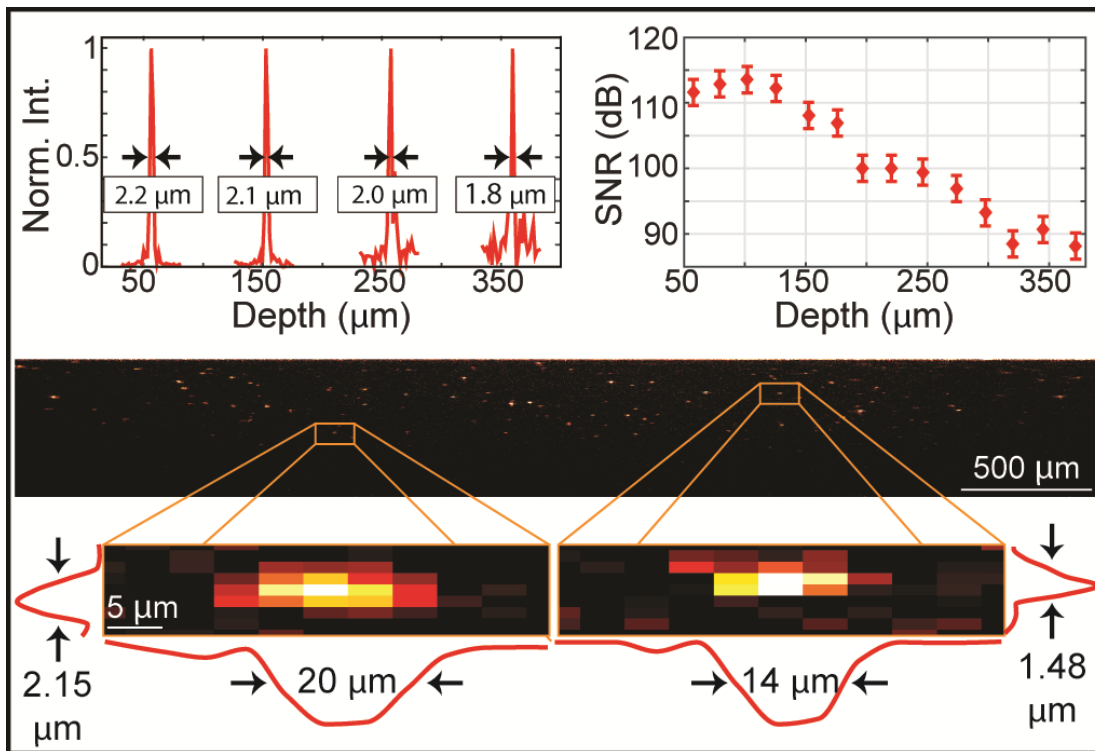 Norm. Int.
1
0.5
0
2.2 µm
2.1 µm
2.0 µm
1.8 µm
50
150
250
350
Depth (µm)
SNR (dB)
120
110
100
90
50
150
250
350
Depth (µm)
500 µm
5 µm
2.15
µm
20 µm
14 µm
1.48
µm